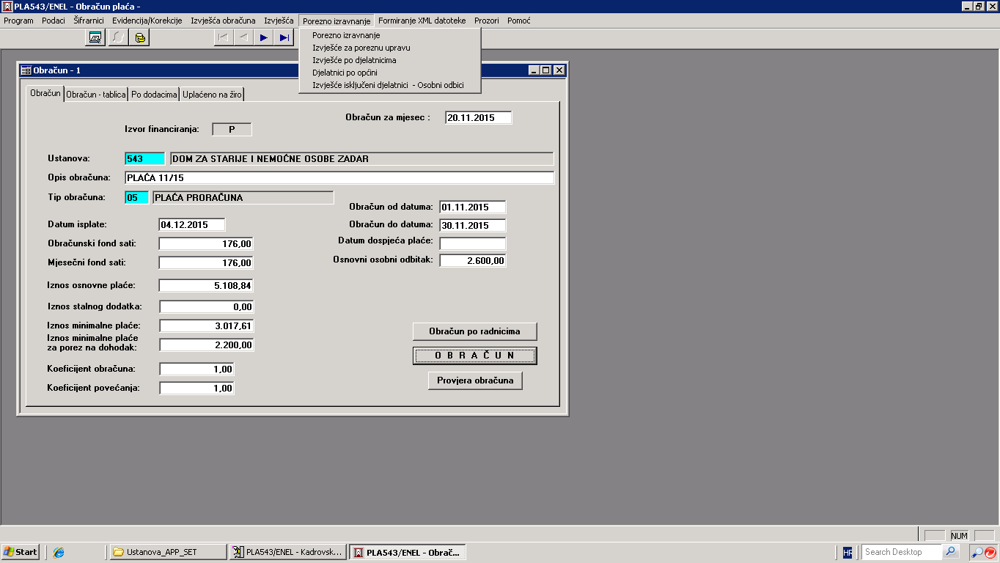 PLA543/ENEL - Obračun plaća -
Program Podaci Šifrarnici Evidencija/Korekcije Izvješća obračuna Izvješća Porezno izravnanje Formiranje XML datoteke Prozori Pomoć
Porezno izravnanje
Izvješće za poreznu upravu
Izvješće po djelatnicima
Djelatnici po općini
Izvješće isključeni djelatnici - Osobni odbici
Obračun - 1
Obračun Obračun - tablica Po dodacima Uplaćeno na žiro
Obračun za mjesec : 20.11.2015
Izvor financiranja: P
Ustanova: 543 DOM ZA STARIJE I NEMOĆNE OSOBE ZADAR
Opis obračuna: PLAĆA 11/15
Tip obračuna: 05 PLAĆA PRORAČUNA
Obračun od datuma: 01.11.2015
Datum isplate: 04.12.2015
Obračun do datuma: 30.11.2015
Obračunski fond sati: 176,00
Datum dospjeća plaće:
Mjesečni fond sati: 176,00
Osnovni osobni odbitak: 2.600,00
Iznos osnovne plaće: 5.108,84
Iznos stalnog dodatka: 0,00
Iznos minimalne plaće: 3.017,61
Obračun po radnicima
Iznos minimalne plaće
za porez na dohodak: 2.200,00
O B R A Č U N
Koeficijent obračuna: 1,00
Provjera obračuna
Koeficijent povećanja: 1,00
NUM
Start Ustanova_APP_SET PLA543/ENEL - Kadrovsk... PLA543/ENEL - Obrač... HR Search Desktop